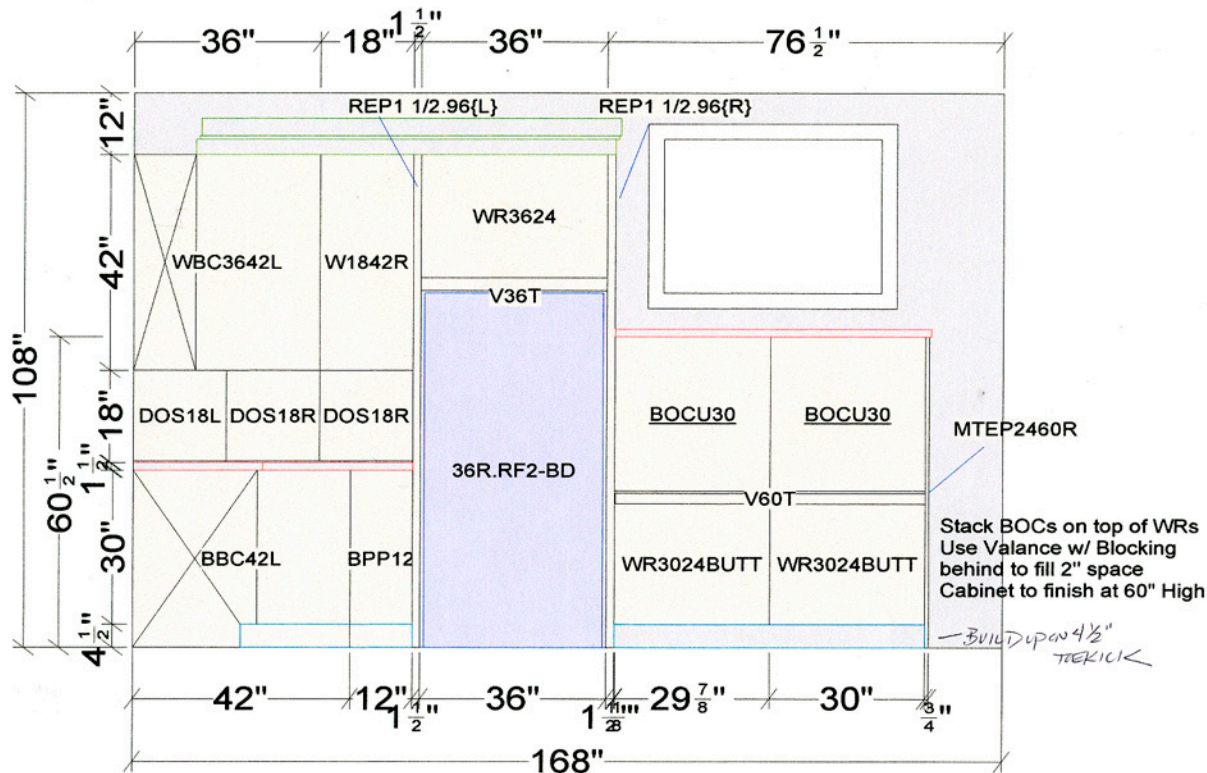 1 1/2"
36" 18" 36" 76 1/2"
REP1 1/2.96{L} REP1 1/2.96{R}
12"
WR3624
42"
WBC3642L W1842R
V36T
108"
18"
DOS18L DOS18R DOS18R
BOCU30 BOCU30
MTEP2460R
1 1/2"
60 1/2"
36R.RF2-BD
V60T
Stack BOCs on top of WRs
Use Valance w/ Blocking
behind to fill 2" space
Cabinet to finish at 60" High
30"
BBC42L BPP12
WR3024BUTT WR3024BUTT
4 1/2"
- BUILD UP ON 4 1/2"
TOEKICK
42" 12" 36" 29 7/8" 30"
1 1/2" 3/4"
168"